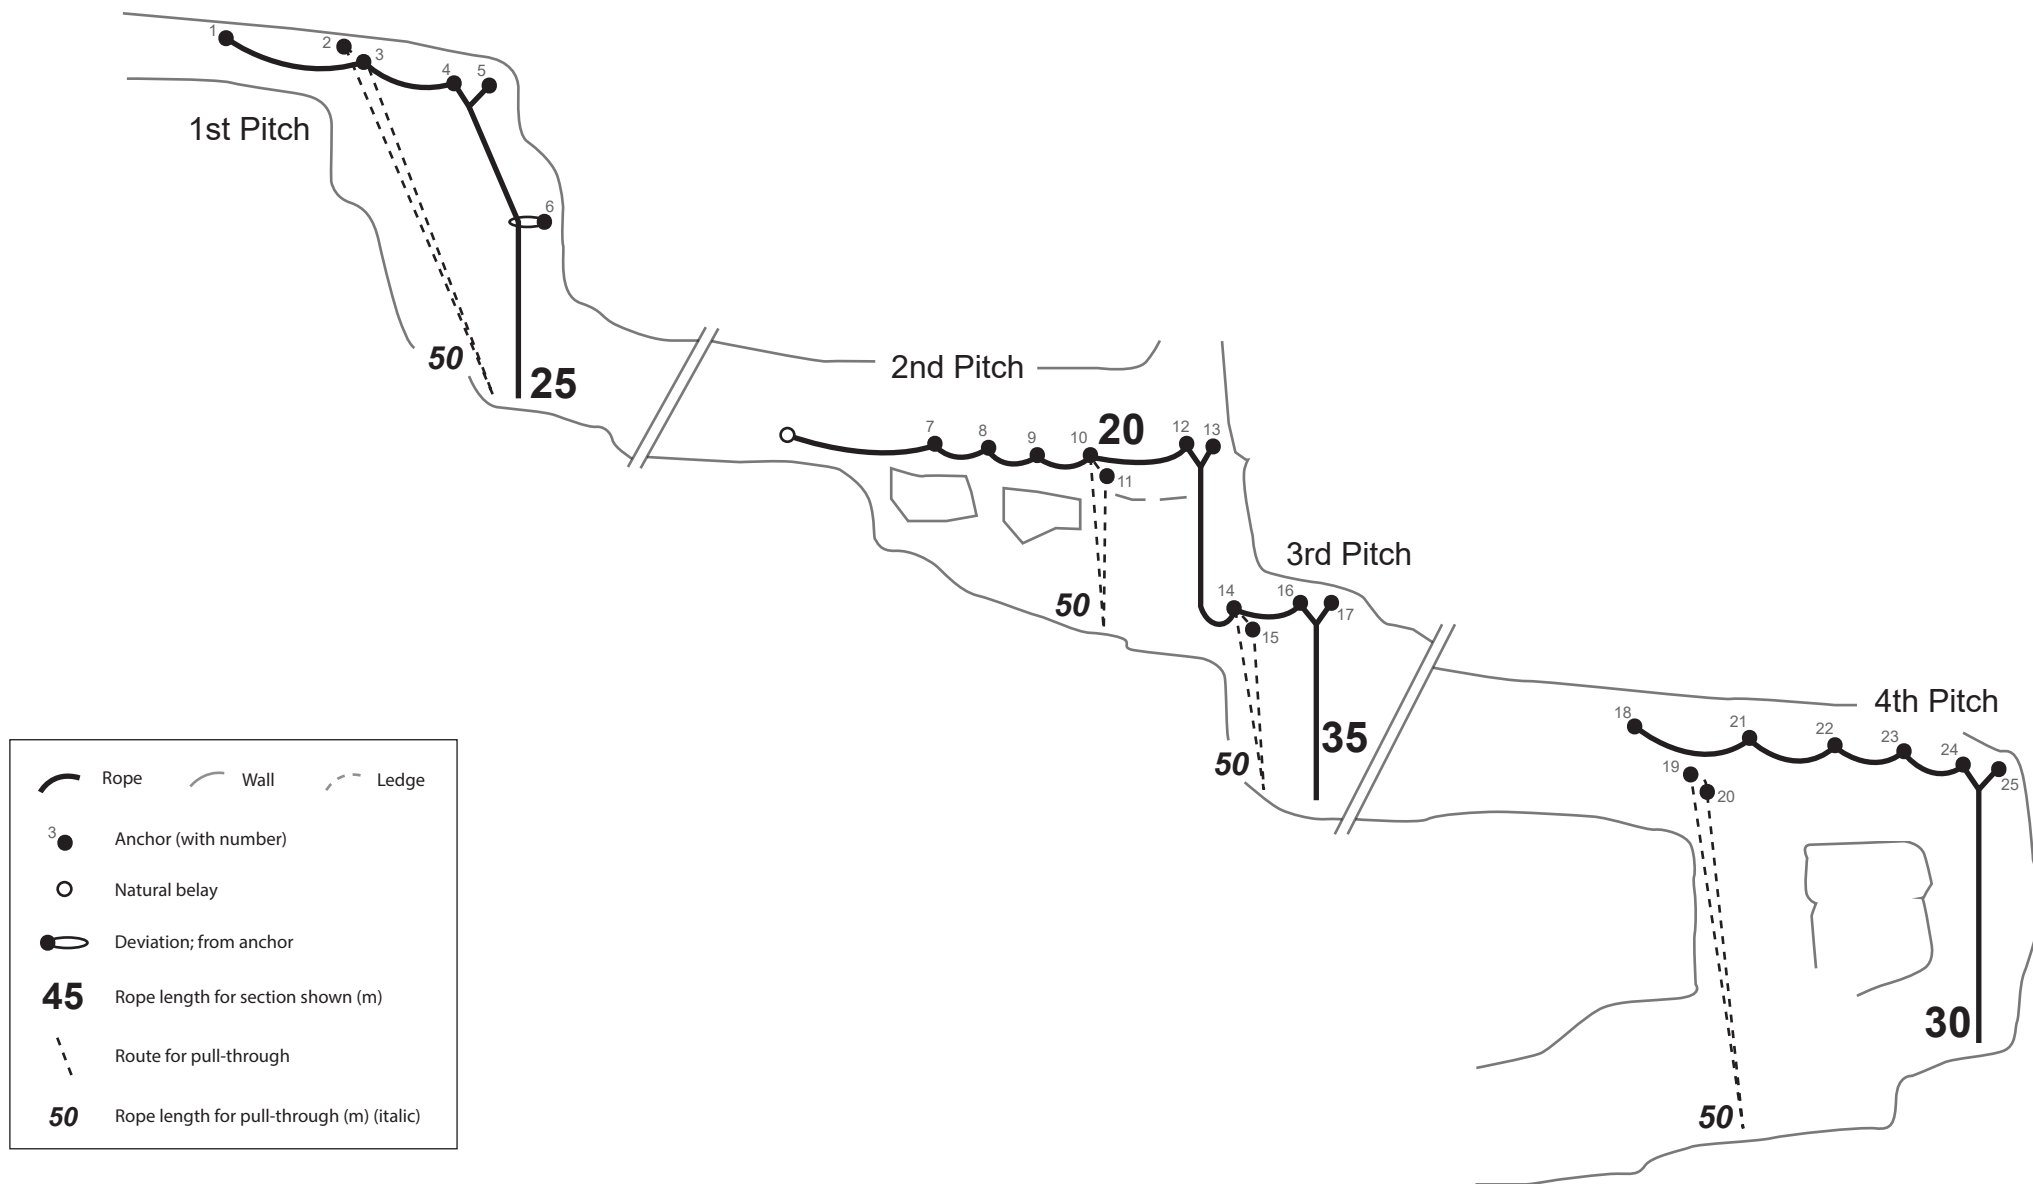 1
2
3
4
5
1st Pitch
6
50
25
2nd Pitch
7
8
9
10
20
12
13
11
3rd Pitch
50
14
16
17
15
35
50
4th Pitch
18
21
22
23
24
25
19
20
30
50
Rope
Wall
Ledge
3
Anchor (with number)
Natural belay
Deviation; from anchor
45 Rope length for section shown (m)
Route for pull-through
50 Rope length for pull-through (m) (italic)